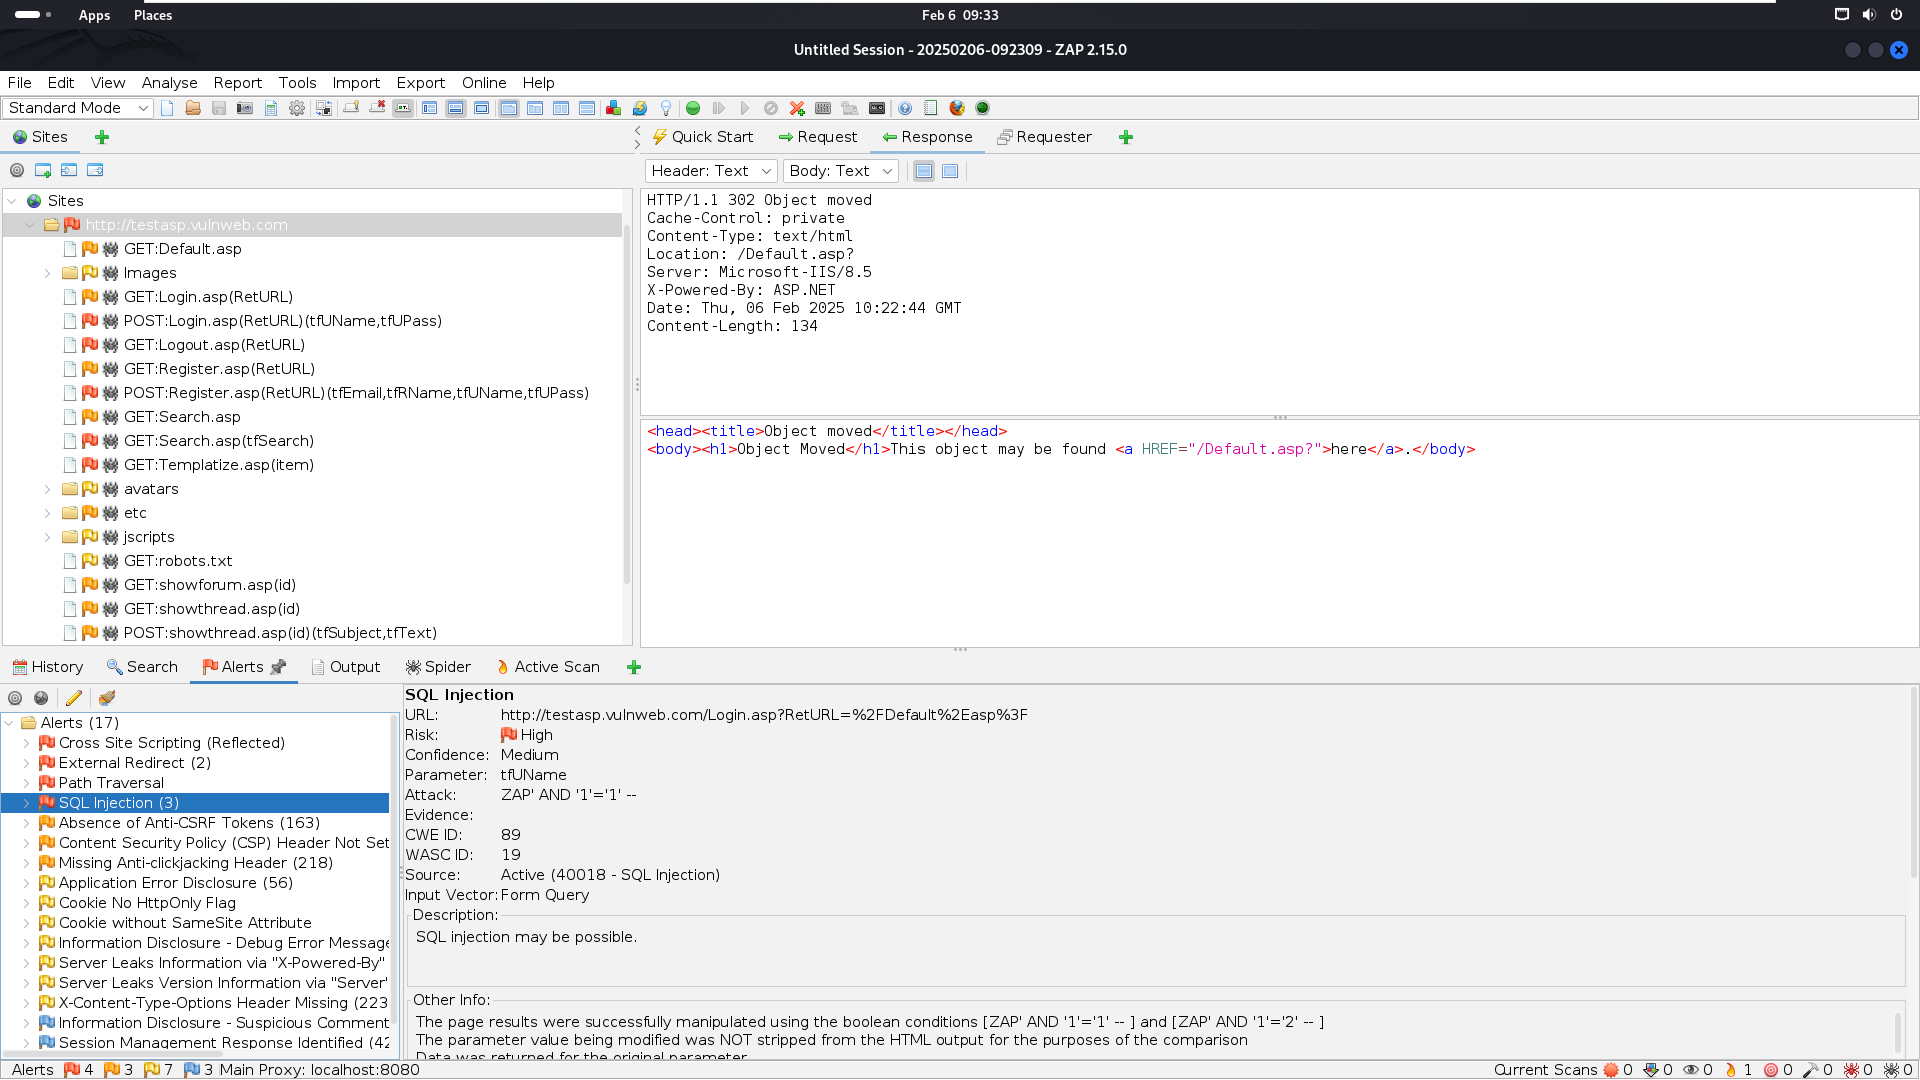 Apps Places Feb 6 09:33
Untitled Session - 20250206-092309 - ZAP 2.15.0
File Edit View Analyse Report Tools Import Export Online Help
Standard Mode
Sites
Quick Start Request Response Requester
Header: Text Body: Text
Sites
http://testasp.vulnweb.com
GET:Default.asp
Images
GET:Login.asp(RetURL)
POST:Login.asp(RetURL)(tfUName,tfUPass)
GET:Logout.asp(RetURL)
GET:Register.asp(RetURL)
POST:Register.asp(RetURL)(tfEmail,tfRName,tfUName,tfUPass)
GET:Search.asp
GET:Search.asp(tfSearch)
GET:Templatize.asp(item)
avatars
etc
jscripts
GET:robots.txt
GET:showforum.asp(id)
GET:showthread.asp(id)
POST:showthread.asp(id)(tfSubject,tfText)
HTTP/1.1 302 Object moved
Cache-Control: private
Content-Type: text/html
Location: /Default.asp?
Server: Microsoft-IIS/8.5
X-Powered-By: ASP.NET
Date: Thu, 06 Feb 2025 10:22:44 GMT
Content-Length: 134
<head><title>Object moved</title></head>
<body><h1>Object Moved</h1>This object may be found <a HREF="/Default.asp?">here</a>.</body>
History Search Alerts Output Spider Active Scan
Alerts (17)
Cross Site Scripting (Reflected)
External Redirect (2)
Path Traversal
SQL Injection (3)
Absence of Anti-CSRF Tokens (163)
Content Security Policy (CSP) Header Not Set
Missing Anti-clickjacking Header (218)
Application Error Disclosure (56)
Cookie No HttpOnly Flag
Cookie without SameSite Attribute
Information Disclosure - Debug Error Message
Server Leaks Information via "X-Powered-By"
Server Leaks Version Information via "Server"
X-Content-Type-Options Header Missing (223
Information Disclosure - Suspicious Comment
Session Management Response Identified (42
SQL Injection
URL: http://testasp.vulnweb.com/Login.asp?RetURL=%2FDefault%2Easp%3F
Risk: High
Confidence: Medium
Parameter: tfUName
Attack: ZAP' AND '1'='1' --
Evidence:
CWE ID: 89
WASC ID: 19
Source: Active (40018 - SQL Injection)
Input Vector: Form Query
Description:
SQL injection may be possible.
Other Info:
The page results were successfully manipulated using the boolean conditions [ZAP' AND '1'='1' -- ] and [ZAP' AND '1'='2' -- ]
The parameter value being modified was NOT stripped from the HTML output for the purposes of the comparison
Data was returned for the original parameter
Alerts 4 3 7 3 Main Proxy: localhost:8080 Current Scans 0 0 0 1 0 0 0 0